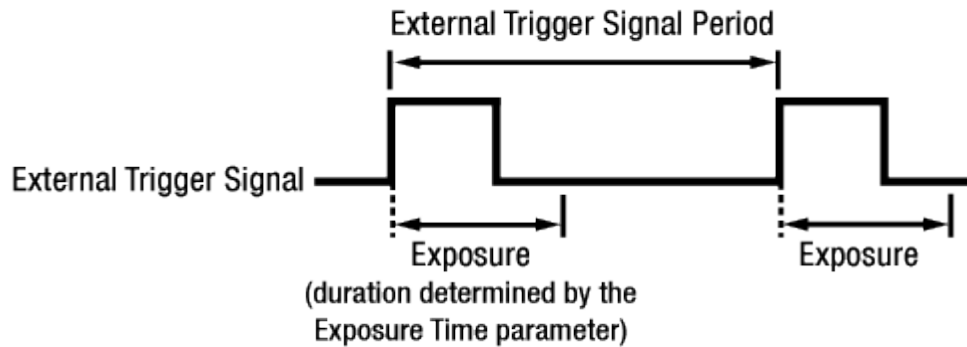 External Trigger Signal Period
External Trigger Signal
Exposure
(duration determined by the
Exposure Time parameter)
Exposure